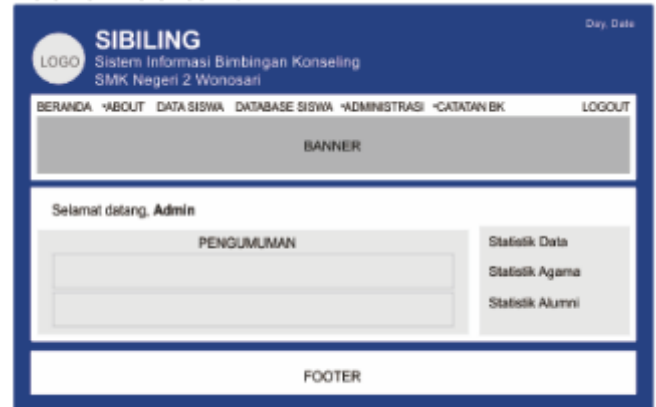 Day, Date
LOGO
SIBILING
Sistem Informasi Bimbingan Konseling
SMK Negeri 2 Wonosari
BERANDA *ABOUT DATA SISWA DATABASE SISWA *ADMINISTRASI *CATATAN BK LOGOUT
BANNER
Selamat datang, Admin
PENGUMUMAN
Statistik Data
Statistik Agama
Statistik Alumni
FOOTER